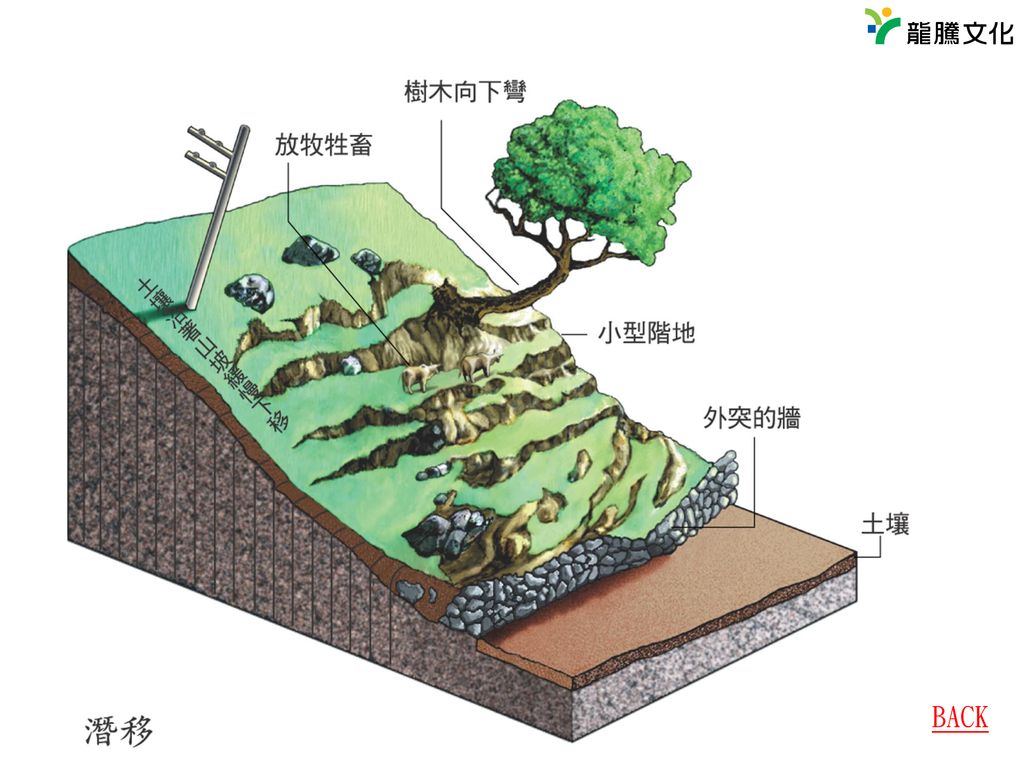 龍騰文化
樹木向下彎
放牧牲畜
土壤沿著山坡緩慢下移
小型階地
外突的牆
土壤
潛移
BACK